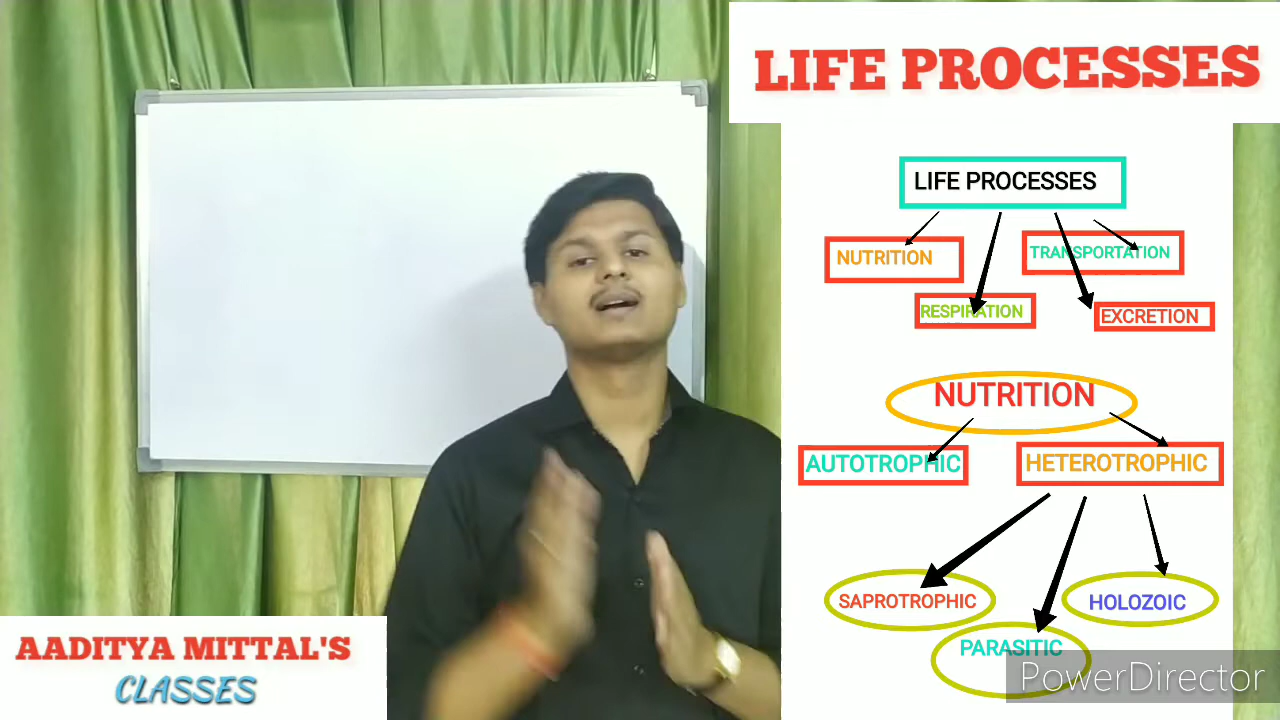 LIFE PROCESSES
LIFE PROCESSES
NUTRITION
TRANSPORTATION
RESPIRATION
EXCRETION
NUTRITION
AUTOTROPHIC
HETEROTROPHIC
SAPROTROPHIC
HOLOZOIC
PARASITIC
PowerDirector
AADITYA MITTAL'S
CLASSES